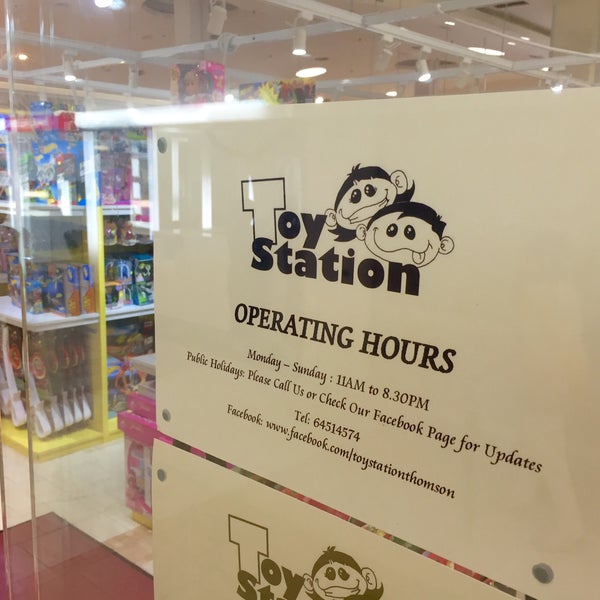 Toy
Station
OPERATING HOURS
Monday – Sunday : 11AM to 8.30PM
Public Holidays: Please Call Us or Check Our Facebook Page for Updates
Tel: 64514574
Facebook: www.facebook.com/toystationthomson
Toy
Station